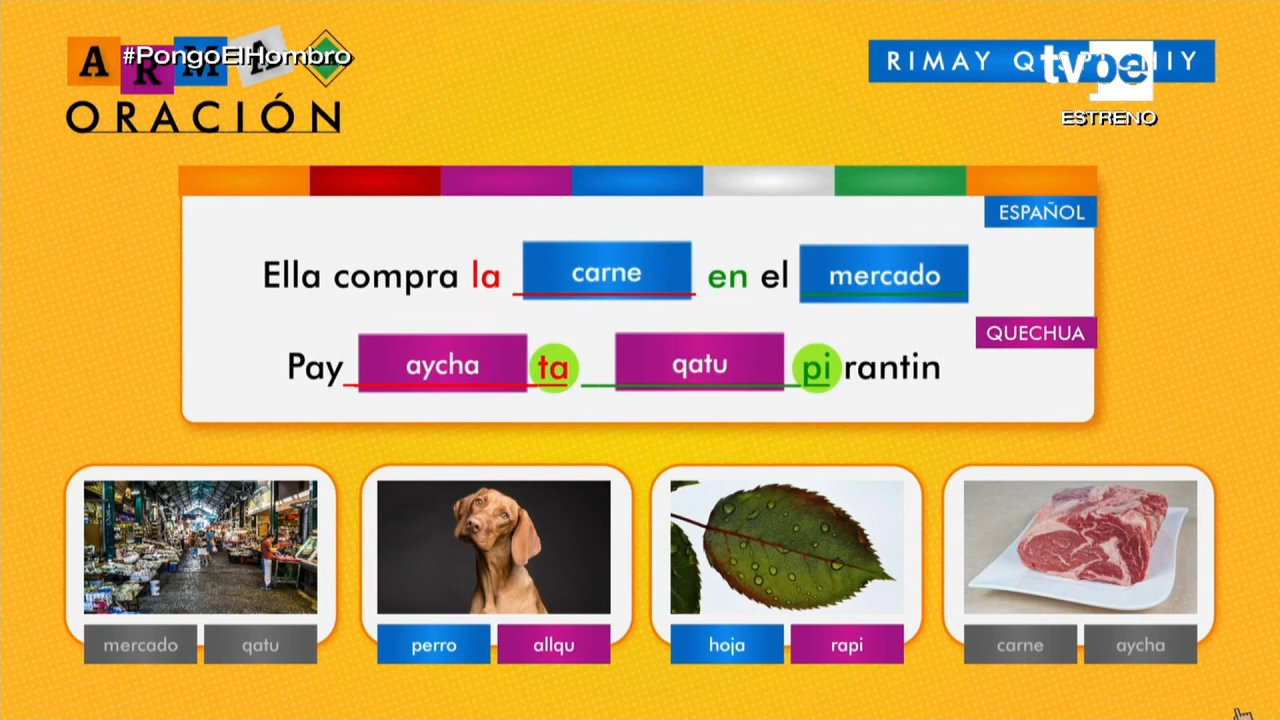 ARMA LA
#PongoElHombro
ORACIÓN
RIMAY
tvpe
ESTRENO
ESPAÑOL
Ella compra la carne en el mercado
QUECHUA
Pay aycha ta qatu pi rantin
mercado qatu
perro allqu
hoja rapi
carne aycha